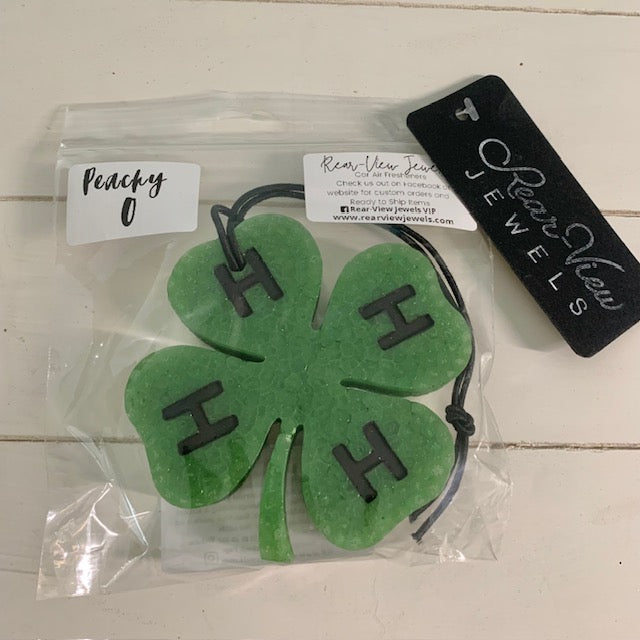 Peachy
O
Rear-View Jewe
Car Air Fresheners
Check us out on Facebook o
website for custom orders and
Ready to Ship Items
Rear-View Jewels VIP
www.rearviewjewels.com
Rear-View
JEWELS
H
H
H
H